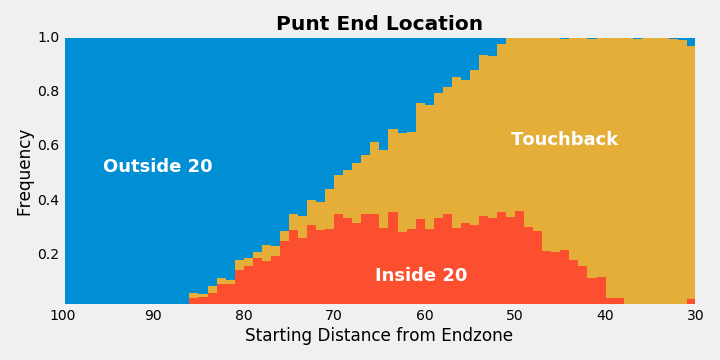 Punt End Location
1.0
0.8
0.6
0.4
0.2
Frequency
Outside 20
Touchback
Inside 20
100 90 80 70 60 50 40 30
Starting Distance from Endzone